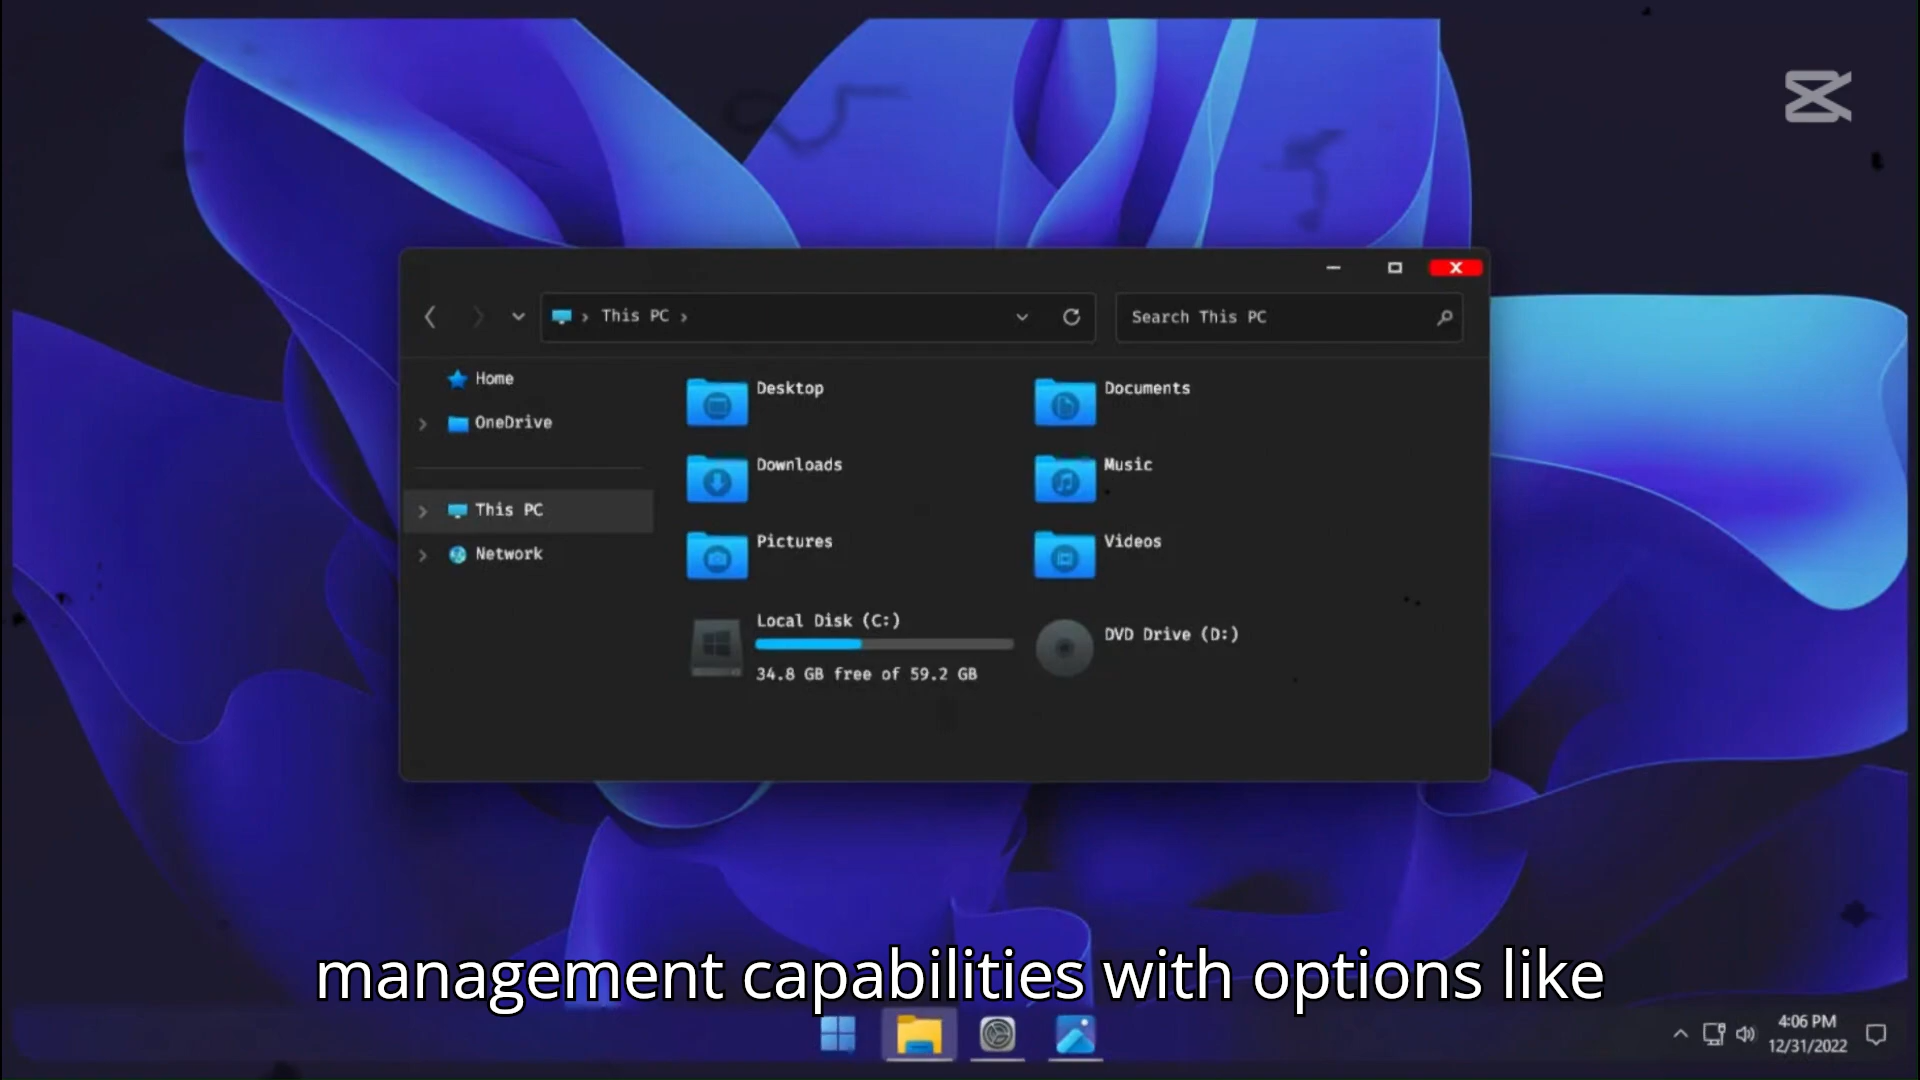 This PC
Search This PC
Home
OneDrive
This PC
Network
Desktop
Documents
Downloads
Music
Pictures
Videos
Local Disk (C:)
34.8 GB free of 59.2 GB
DVD Drive (D:)
management capabilities with options like
4:06 PM
12/31/2022